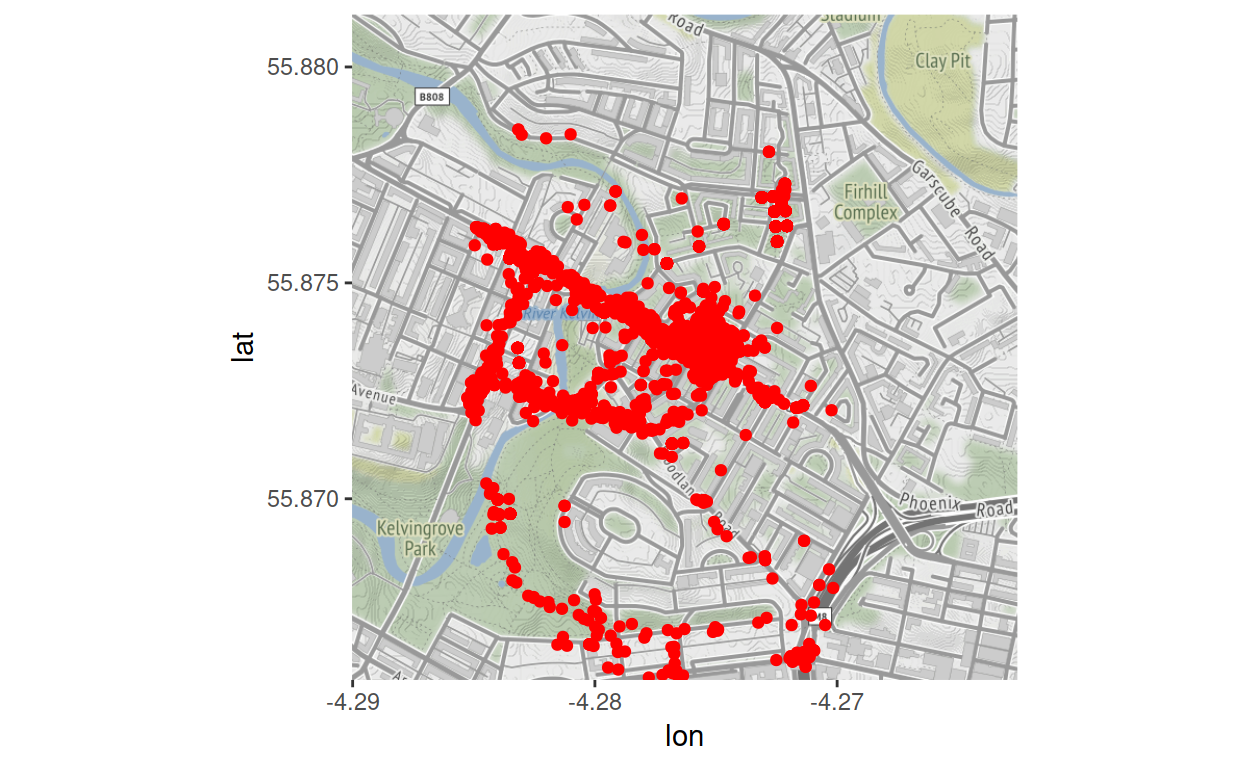 Road
Stadium
55.880
Clay Pit
B808
Garscube
Road
Firhill
Complex
55.875
lat
River Kelvin
Avenue
55.870
Phoenix Road
Road
Kelvingrove
Park
-4.29
-4.28
-4.27
lon